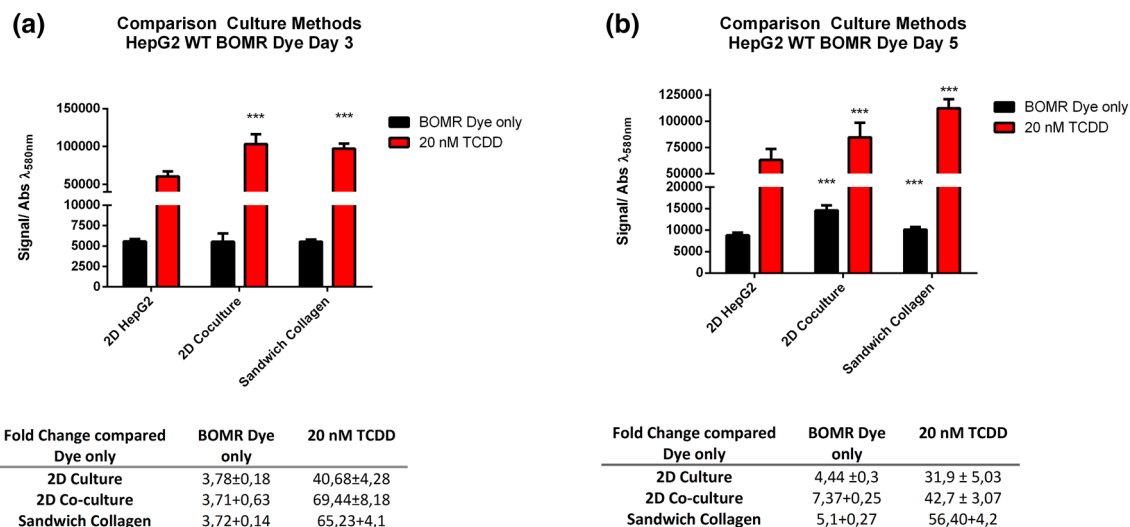 (a)
Comparison Culture Methods
HepG2 WT BOMR Dye Day 3
Signal/ Abs λ580nm
150000
100000
50000
10000
7500
5000
2500
0
***
***
BOMR Dye only
20 nM TCDD
2D HepG2
2D Coculture
Sandwich Collagen
Fold Change compared Dye only BOMR Dye only 20 nM TCDD
2D Culture 3,78±0,18 40,68±4,28
2D Co-culture 3,71+0,63 69,44±8,18
Sandwich Collagen 3,72+0,14 65,23+4,1
(b)
Comparison Culture Methods
HepG2 WT BOMR Dye Day 5
Signal/ Abs λ580nm
125000
100000
75000
50000
20000
15000
10000
5000
0
***
***
***
***
BOMR Dye only
20 nM TCDD
2D HepG2
2D Coculture
Sandwich Collagen
Fold Change compared Dye only BOMR Dye only 20 nM TCDD
2D Culture 4,44 ±0,3 31,9 ± 5,03
2D Co-culture 7,37+0,25 42,7 ± 3,07
Sandwich Collagen 5,1+0,27 56,40+4,2